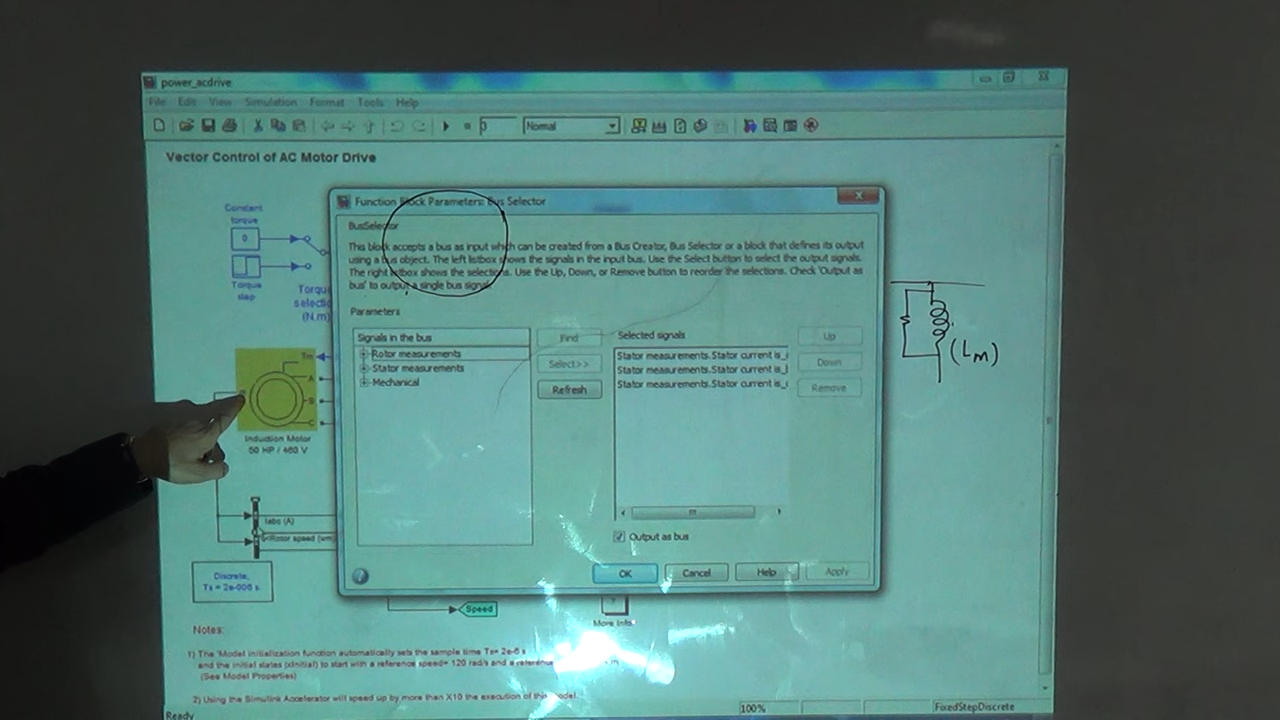 power_acdrive
File Edit View Simulation Format Tools Help
Normal
Vector Control of AC Motor Drive
Constant
torque
0
Torque
step
Torqu
selectio
(N.m)
Tm
A
B
C
Induction Motor
50 HP / 460 V
Iabs (A)
<Rotor speed (wm
Discrete,
Ts = 2e-006 s.
Speed
More Info
Function Block Parameters: Bus Selector
BusSelector
This block accepts a bus as input which can be created from a Bus Creator, Bus Selector or a block that defines its output
using a bus object. The left listbox shows the signals in the input bus. Use the Select button to select the output signals.
The right listbox shows the selections. Use the Up, Down, or Remove button to reorder the selections. Check 'Output as
bus' to output a single bus signal.
Parameters
Signals in the bus
Rotor measurements
Stator measurements
Mechanical
Find
Select>>
Refresh
Selected signals
Stator measurements.Stator current is_
Stator measurements.Stator current is_
Stator measurements.Stator current is_
Up
Down
Remove
Output as bus
OK Cancel Help Apply
(LM)
Notes:
1) The 'Model initialization function automatically sets the sample time Ts= 2e-6 s
and the initial states (xInitial) to start with a reference speed= 120 rad/s and a reference
(See Model Properties)
2) Using the Simulink Accelerator will speed up by more than X10 the execution of this model.
Ready 100% FixedStepDiscrete